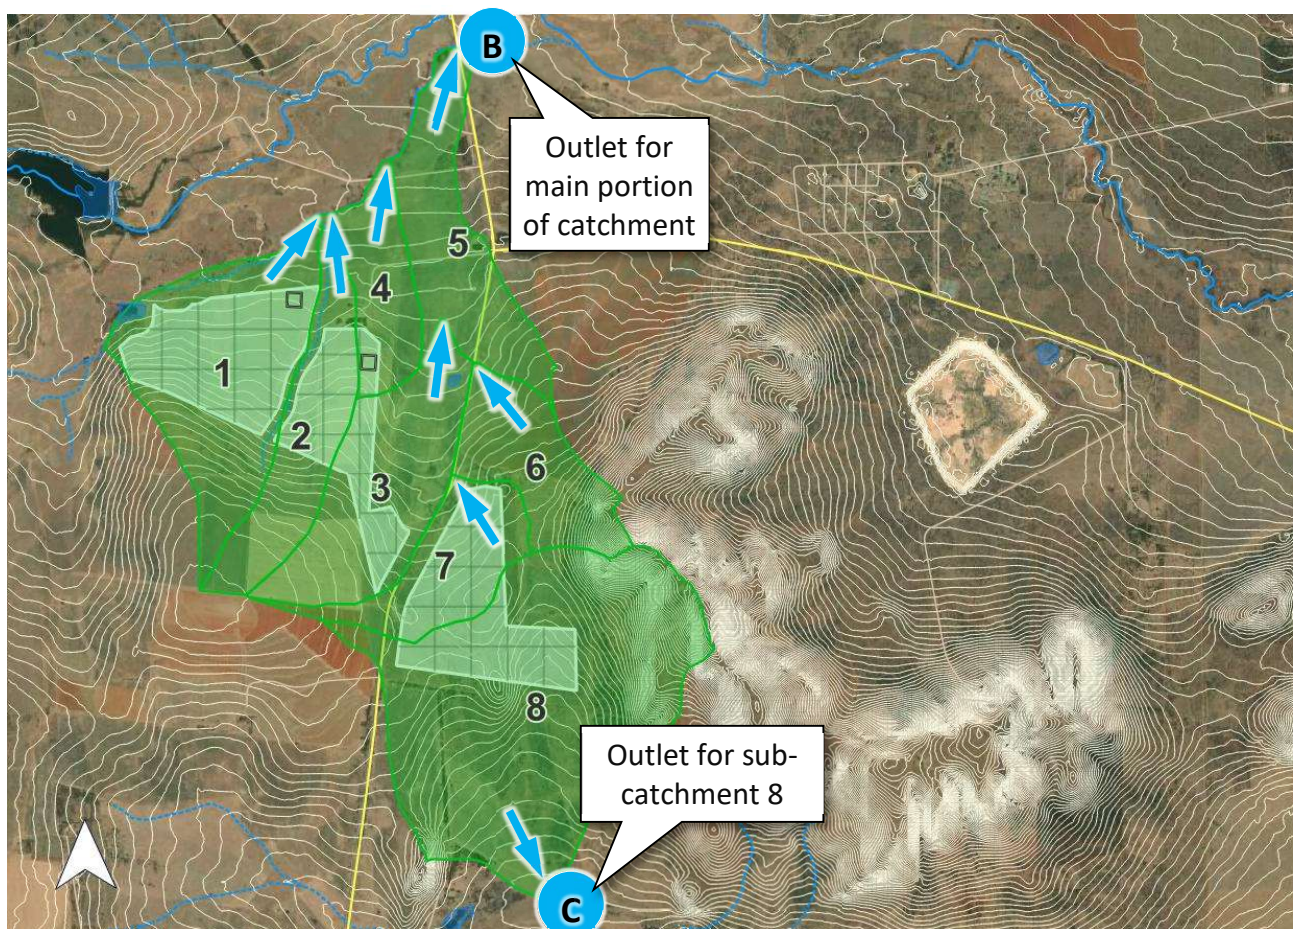 B
Outlet for
main portion
of catchment
5
4
1
2
6
3
7
8
Outlet for sub-
catchment 8
C